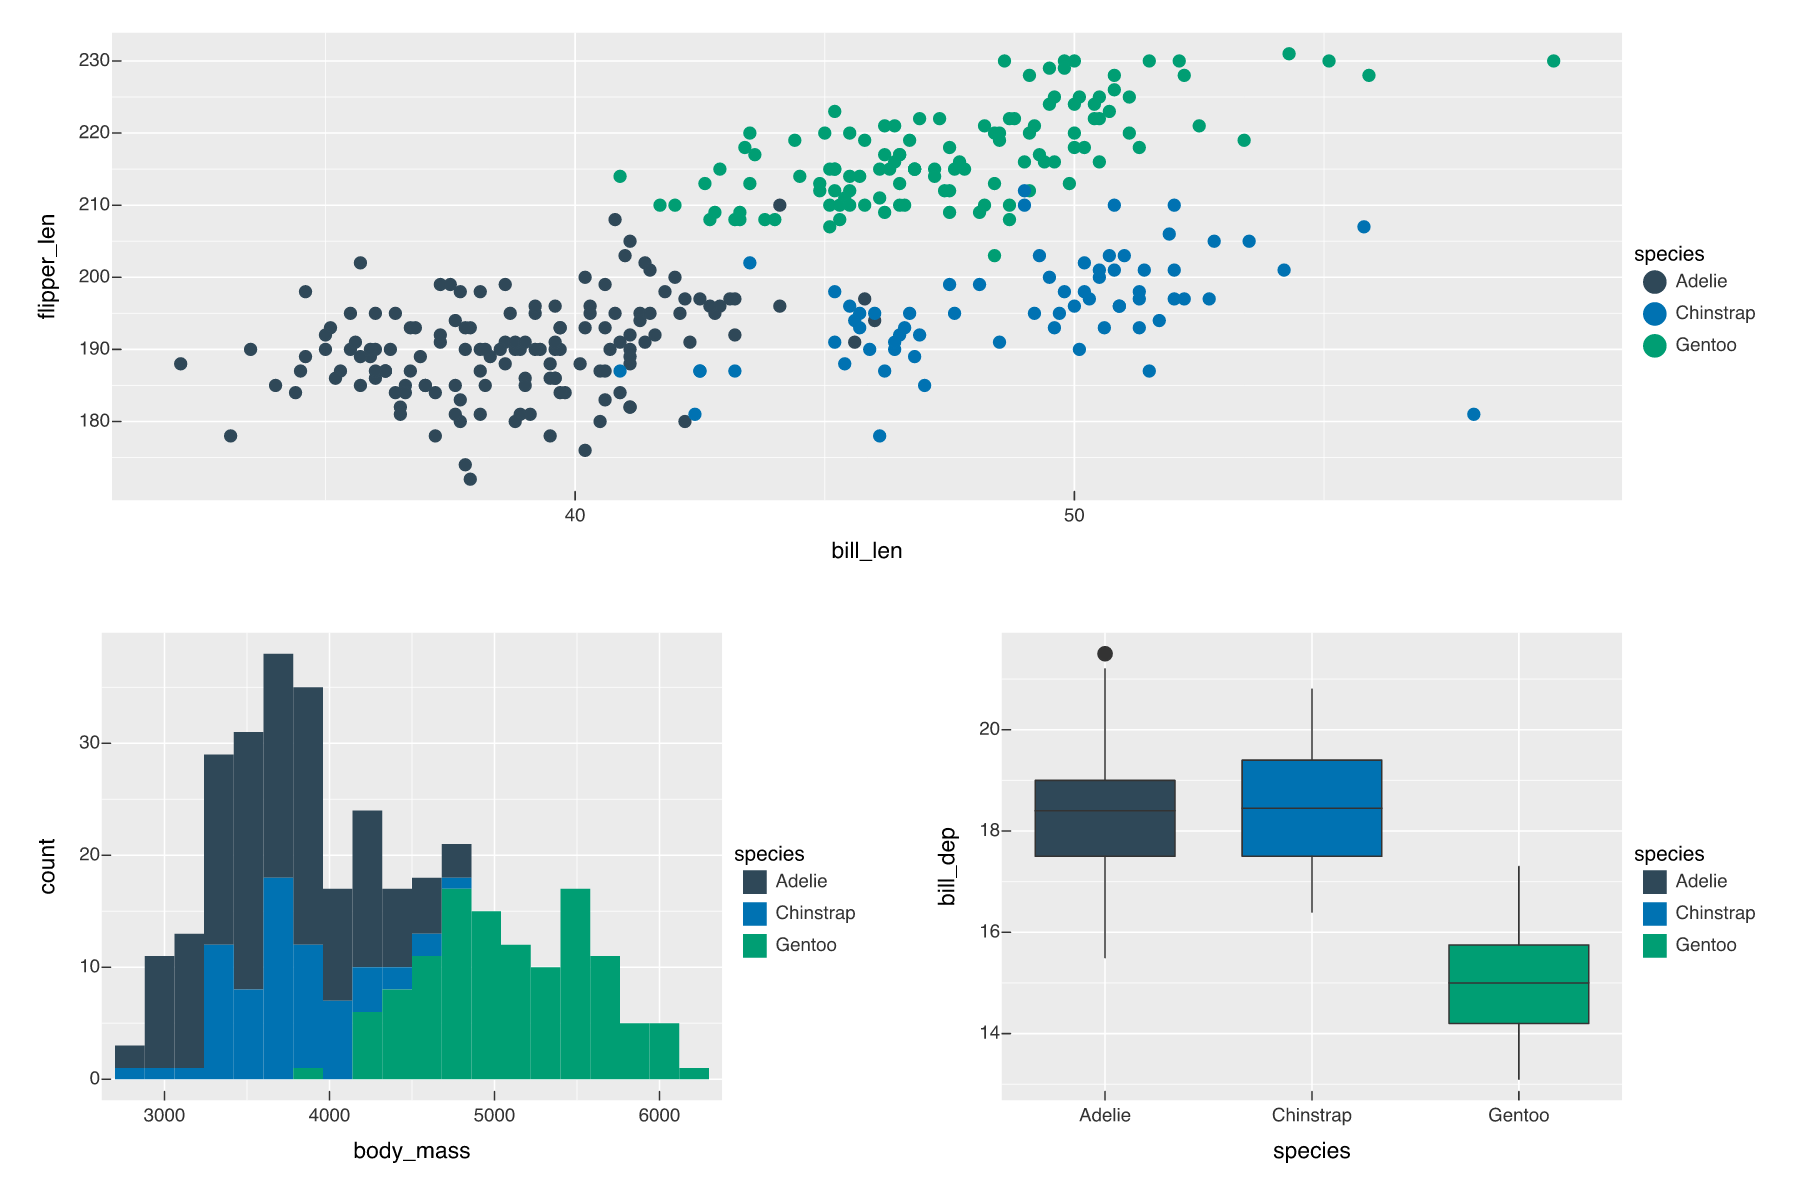 230
220
210
200
190
180
flipper_len
40
50
bill_len
species
Adelie
Chinstrap
Gentoo
30
20
10
0
count
3000
4000
5000
6000
body_mass
species
Adelie
Chinstrap
Gentoo
20
18
16
14
bill_dep
Adelie
Chinstrap
Gentoo
species
species
Adelie
Chinstrap
Gentoo